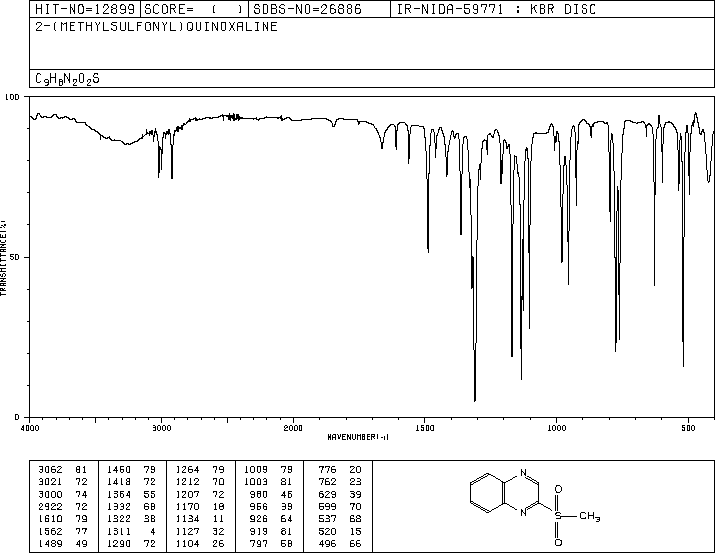 HIT-NO=12899 SCORE= ( ) SDBS-NO=26886 IR-NIDA-59771 : KBR DISC
2-(METHYLSULFONYL)QUINOXALINE
C9H8N2O2S
100
50
0
TRANSMITTANCE(%)
4000 3000 2000 1500 1000 500
WAVENUMBER(-1)
3062 81 1460 79 1264 79 1009 79 776 20
3021 72 1418 72 1212 70 1003 81 762 23
3000 74 1364 55 1207 72 980 46 629 39
2922 72 1332 68 1170 18 956 39 599 70
1610 79 1322 38 1134 11 926 64 537 68
1562 77 1311 4 1127 32 919 81 520 15
1489 49 1290 72 1104 26 797 68 496 66
N
N
O
S
CH3
O